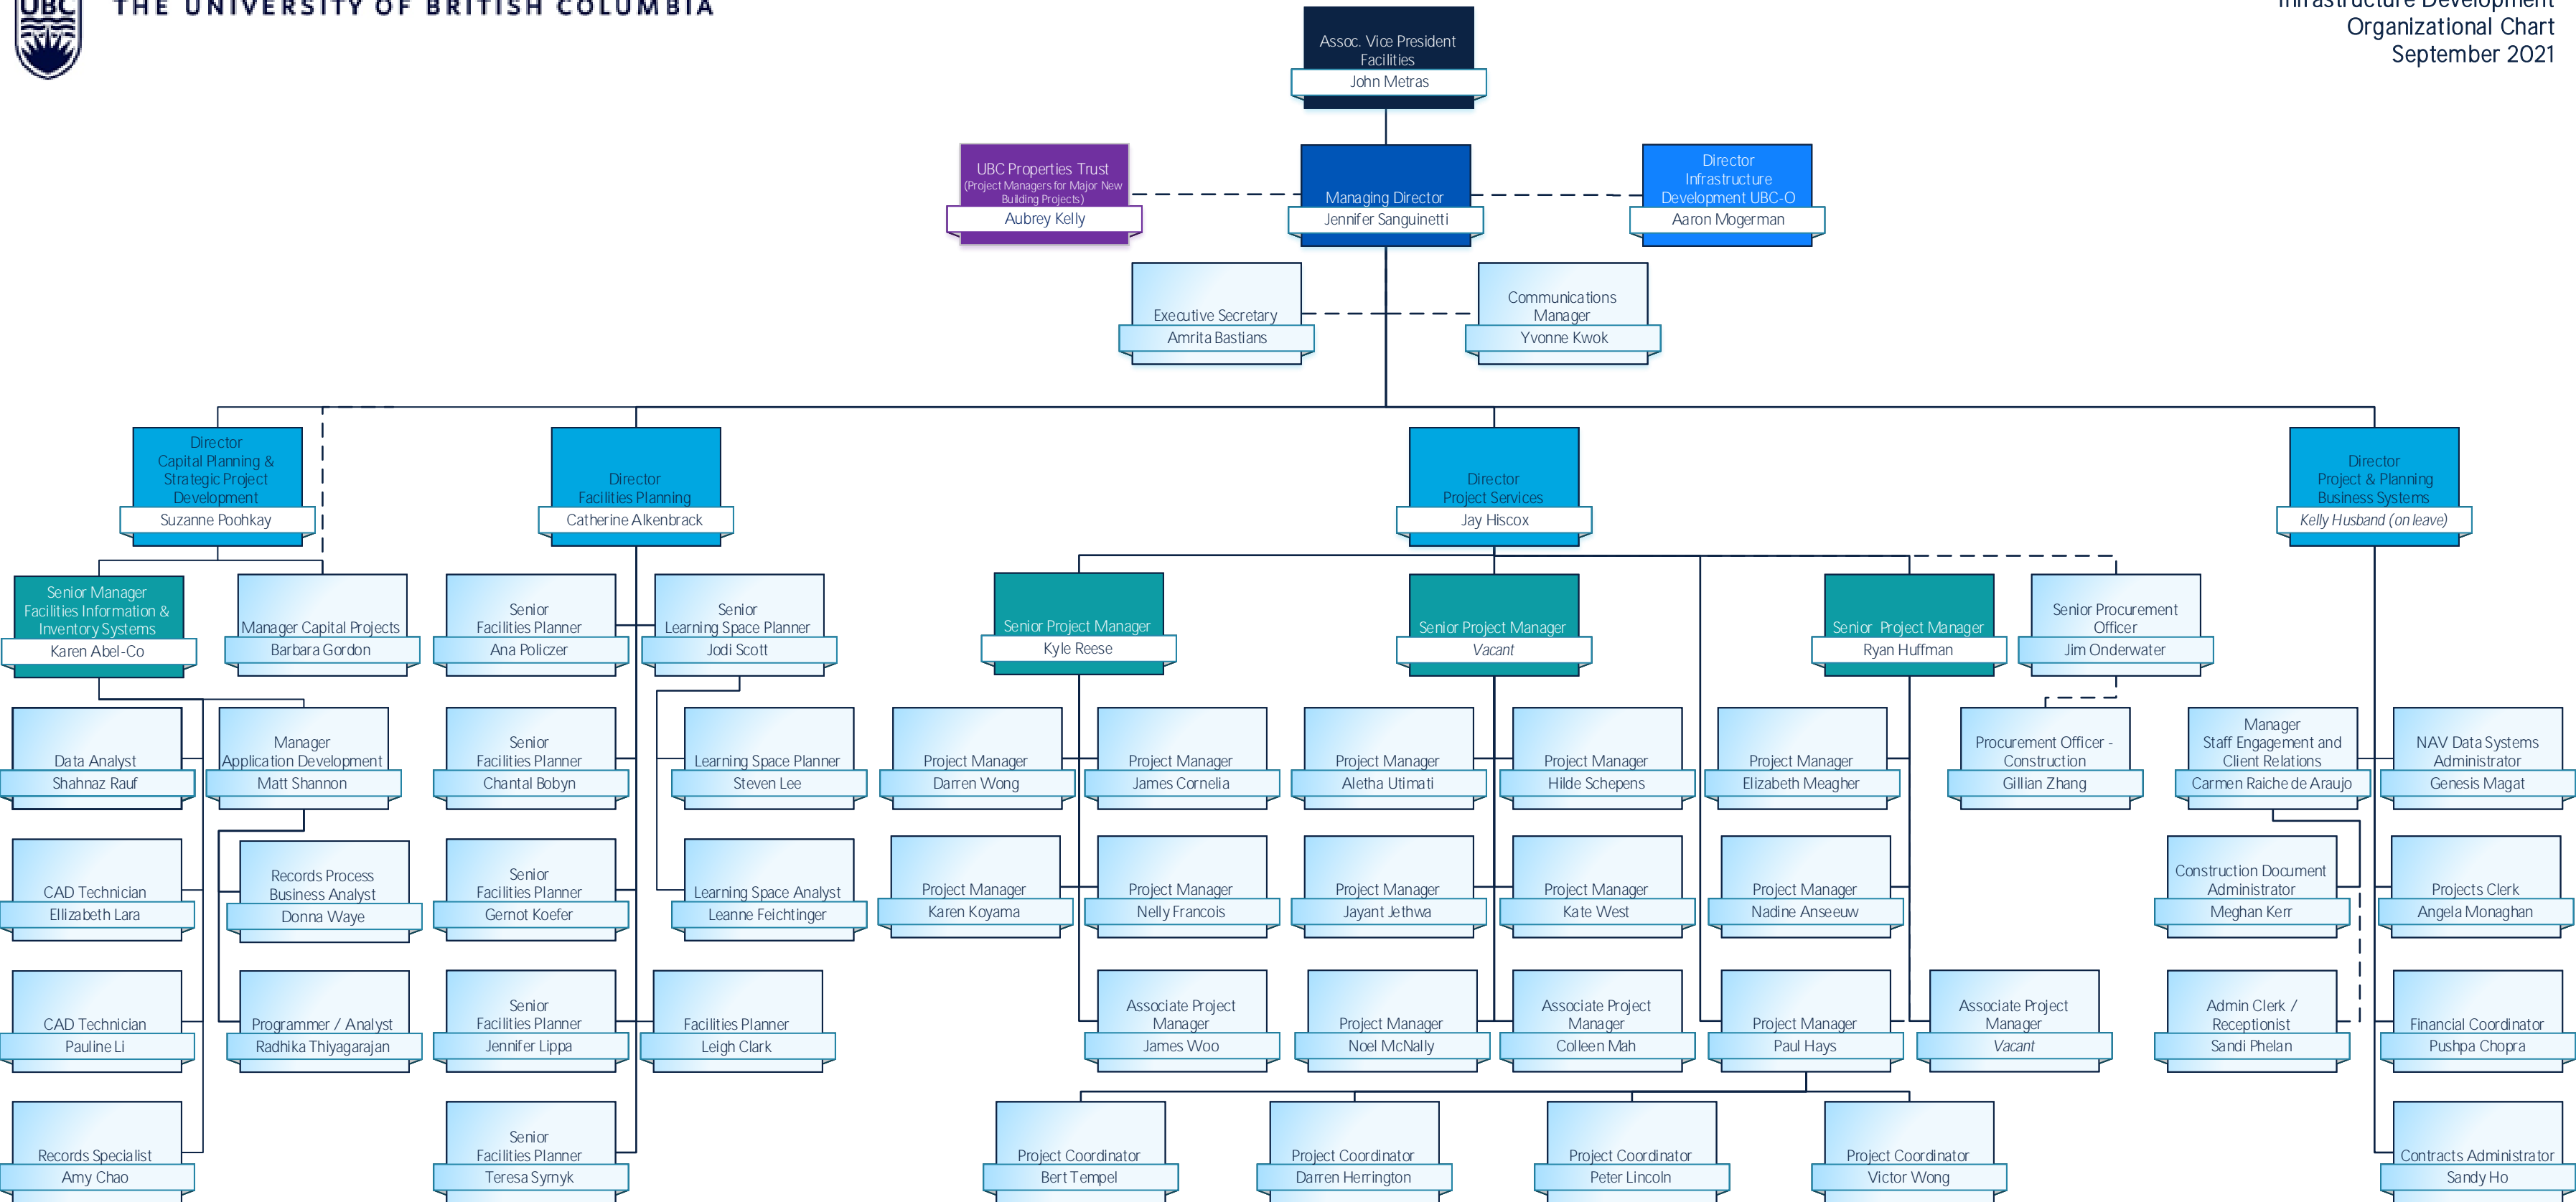 UBC
THE UNIVERSITY OF BRITISH COLUMBIA
Infrastructure Development
Organizational Chart
September 2021
Assoc. Vice President
Facilities
John Metras
UBC Properties Trust
(Project Managers for Major New
Building Projects)
Aubrey Kelly
Managing Director
Jennifer Sanguinetti
Director
Infrastructure
Development UBC-O
Aaron Mogerman
Executive Secretary
Amrita Bastians
Communications
Manager
Yvonne Kwok
Director
Capital Planning &
Strategic Project
Development
Suzanne Poohkay
Director
Facilities Planning
Catherine Alkenbrack
Director
Project Services
Jay Hiscox
Director
Project & Planning
Business Systems
Kelly Husband (on leave)
Senior Manager
Facilities Information &
Inventory Systems
Karen Abel-Co
Manager Capital Projects
Barbara Gordon
Senior
Facilities Planner
Ana Policzer
Senior
Learning Space Planner
Jodi Scott
Senior Project Manager
Kyle Reese
Senior Project Manager
Vacant
Senior Project Manager
Ryan Huffman
Senior Procurement
Officer
Jim Onderwater
Data Analyst
Shahnaz Rauf
Manager
Application Development
Matt Shannon
Senior
Facilities Planner
Chantal Bobyn
Learning Space Planner
Steven Lee
Project Manager
Darren Wong
Project Manager
James Cornelia
Project Manager
Aletha Utimati
Project Manager
Hilde Schepens
Project Manager
Elizabeth Meagher
Procurement Officer -
Construction
Gillian Zhang
Manager
Staff Engagement and
Client Relations
Carmen Raiche de Araujo
NAV Data Systems
Administrator
Genesis Magat
CAD Technician
Ellizabeth Lara
Records Process
Business Analyst
Donna Waye
Senior
Facilities Planner
Gernot Koefer
Learning Space Analyst
Leanne Feichtinger
Project Manager
Karen Koyama
Project Manager
Nelly Francois
Project Manager
Jayant Jethwa
Project Manager
Kate West
Project Manager
Nadine Anseeuw
Construction Document
Administrator
Meghan Kerr
Projects Clerk
Angela Monaghan
CAD Technician
Pauline Li
Programmer / Analyst
Radhika Thiyagarajan
Senior
Facilities Planner
Jennifer Lippa
Facilities Planner
Leigh Clark
Associate Project
Manager
James Woo
Project Manager
Noel McNally
Associate Project
Manager
Colleen Mah
Project Manager
Paul Hays
Associate Project
Manager
Vacant
Admin Clerk /
Receptionist
Sandi Phelan
Financial Coordinator
Pushpa Chopra
Records Specialist
Amy Chao
Senior
Facilities Planner
Teresa Syrnyk
Project Coordinator
Bert Tempel
Project Coordinator
Darren Herrington
Project Coordinator
Peter Lincoln
Project Coordinator
Victor Wong
Contracts Administrator
Sandy Ho